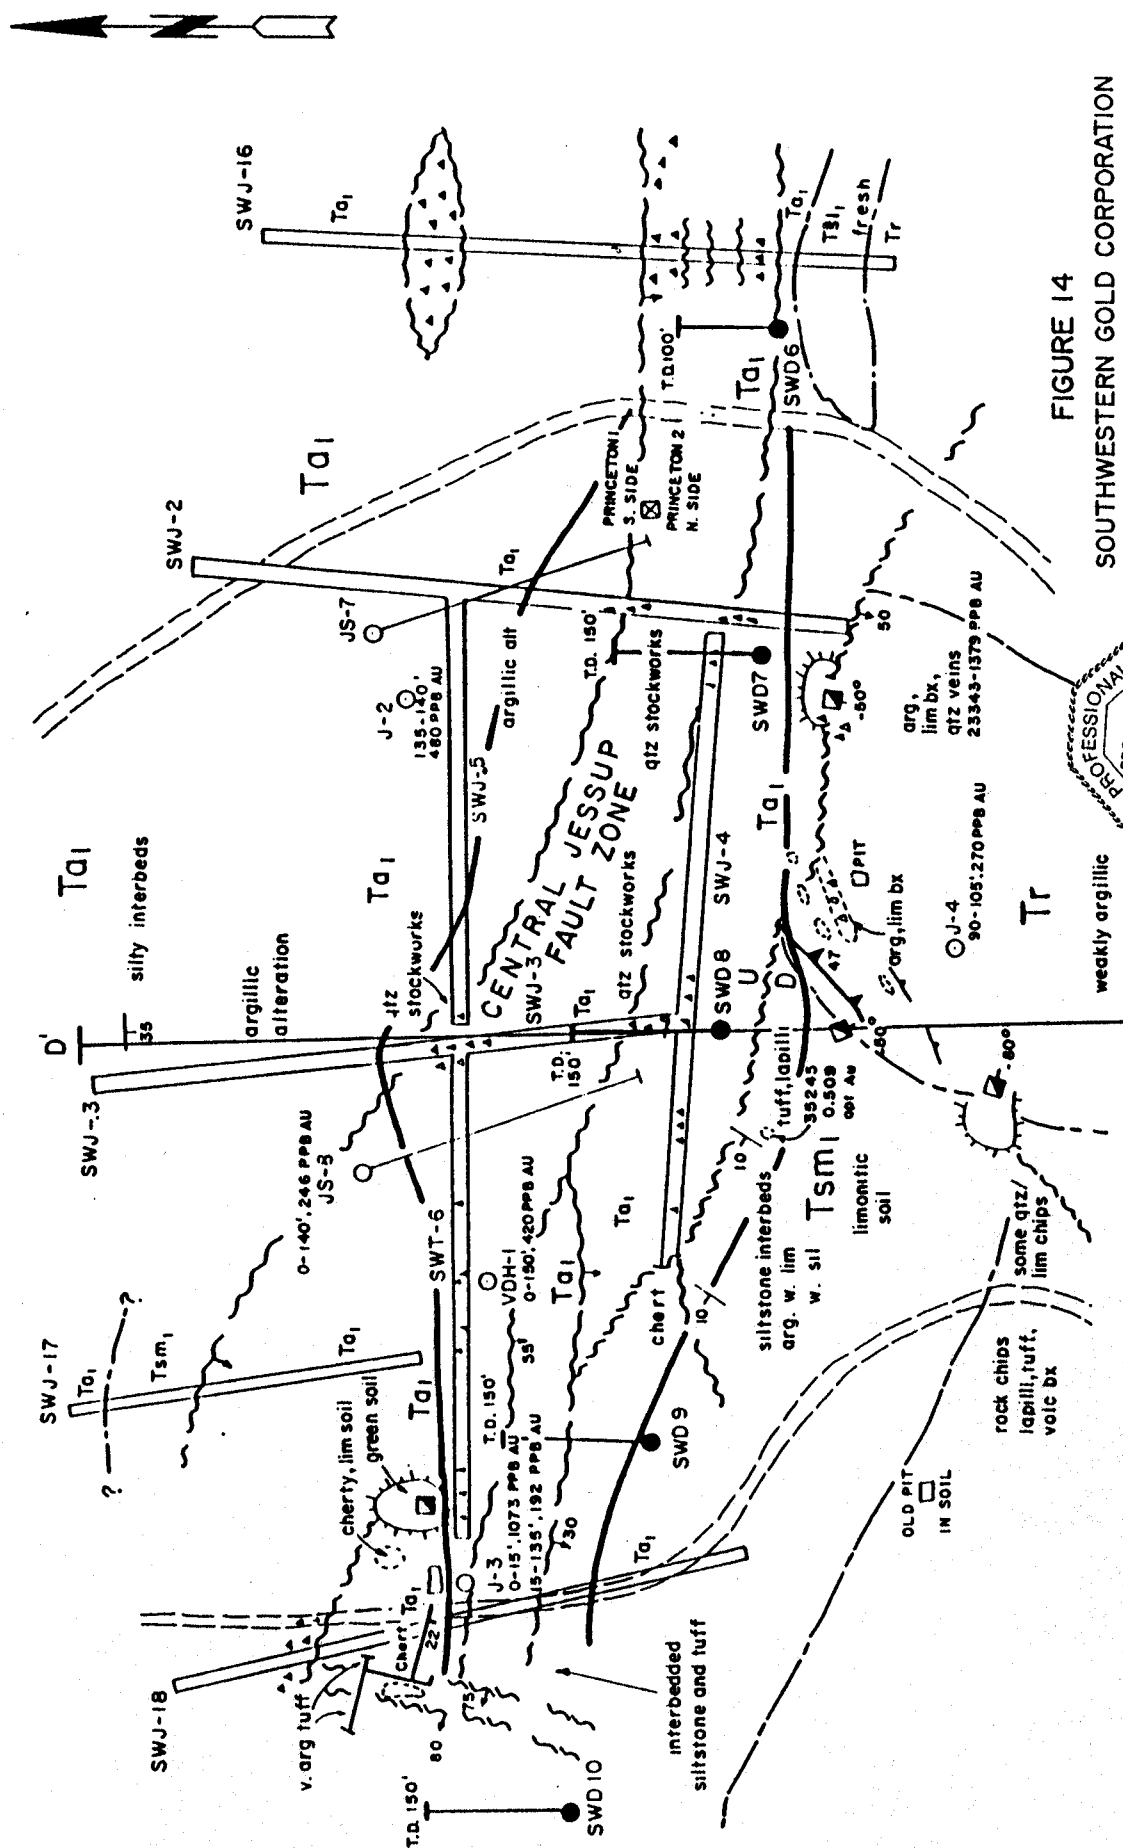 SWJ-16
Ta1
Ta1
Ts1,
fresh
Tr
FIGURE 14
SOUTHWESTERN GOLD CORPORATION
SWJ-2
Ta1
JS-7
J-2
135-140'
480 PPB AU
Ta1
argillic alt
PRINCETON 1
S. SIDE
PRINCETON 2
N. SIDE
T.D.100'
Ta1
SWD6
T.D. 150'
qtz stockworks
SWD7
50
-50°
arg,
lim bx,
qtz veins
23343-1379 PPB AU
PROFESSIONAL
Ta1
silty interbeds
D'
35
argillic
alteration
Ta1
SWJ-5
qtz
stockworks
CENTRAL JESSUP
FAULT ZONE
SWJ-3
Ta1
T.D.
150'
qtz stockworks
SWJ-4
SWD8
U
D
Ta1
PIT
47
arg, lim bx
J-4
90-105', 270 PPB AU
Tr
weakly argillic
SWJ-3
0-140', 246 PPB AU
JS-8
SWT-6
VDH-1
0-150', 420 PPB AU
55'
Ta1
Ta1
chert
10
10
tuff, lapilli
35245
0.509
opt Au
-50°
-80°
siltstone interbeds
arg. w. lim
w. sil
Tsm1
limonitic
soil
some qtz/
lim chips
SWJ-17
Ta1
Tsm1
Ta1
?
?
cherty, lim soil
green soil
Ta1
T.D. 150'
J-3
0-15', 1073 PPB AU
15-135', 192 PPB AU
30
Ta1
SWD9
rock chips
lapilli, tuff,
volc bx
OLD PIT
IN SOIL
SWJ-18
v. arg tuff
Chert
Ta1
22
75
80
interbedded
siltstone and tuff
T.D. 150'
SWD10